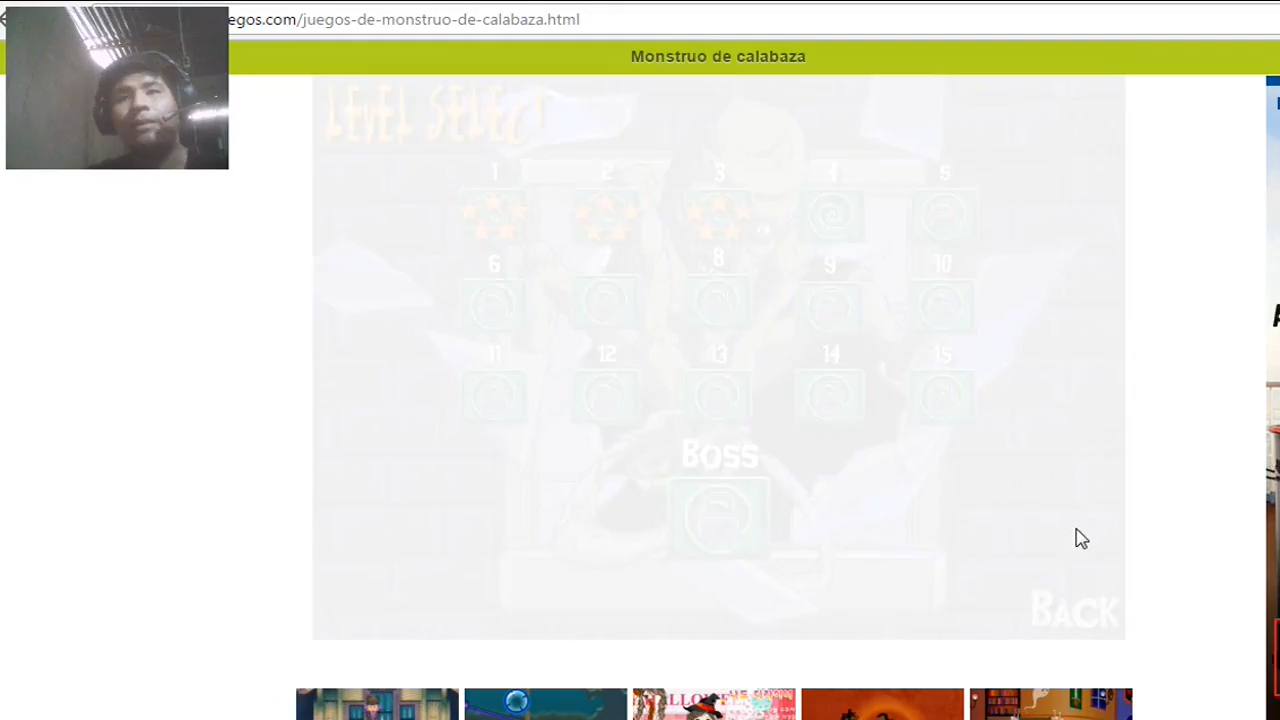 egos.com/juegos-de-monstruo-de-calabaza.html
Monstruo de calabaza
LEVEL SELECT
1 2 3 4 5
6 7 8 9 10
11 12 13 14 15
BOSS
BACK